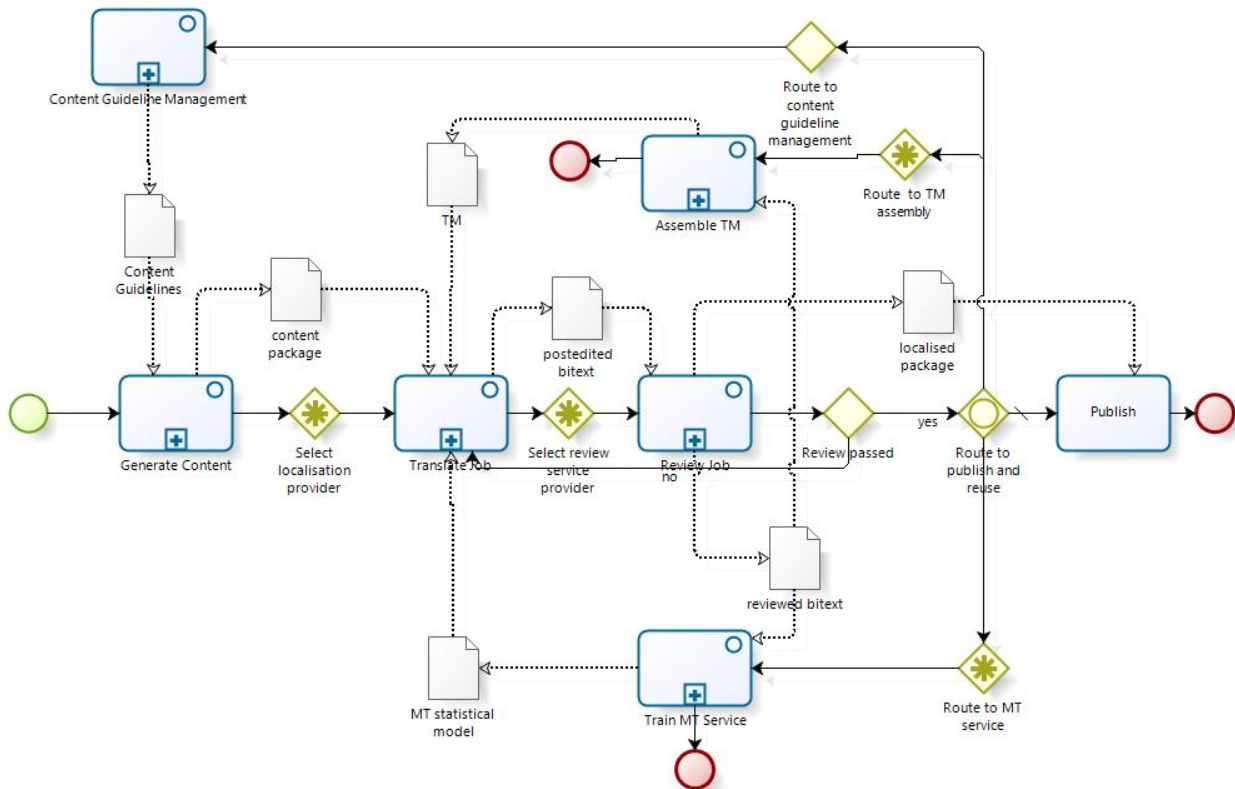 Content Guideline Management
Route to
content
guideline
management
TM
Assemble TM
Route to TM
assembly
Content
Guidelines
content
package
postedited
bitext
localised
package
Publish
Generate Content
Select
localisation
provider
Translate Job
Select review
service
provider
Review Job
no
Review passed
yes
Route to
publish and
reuse
reviewed bitext
MT statistical
model
Train MT Service
Route to MT
service